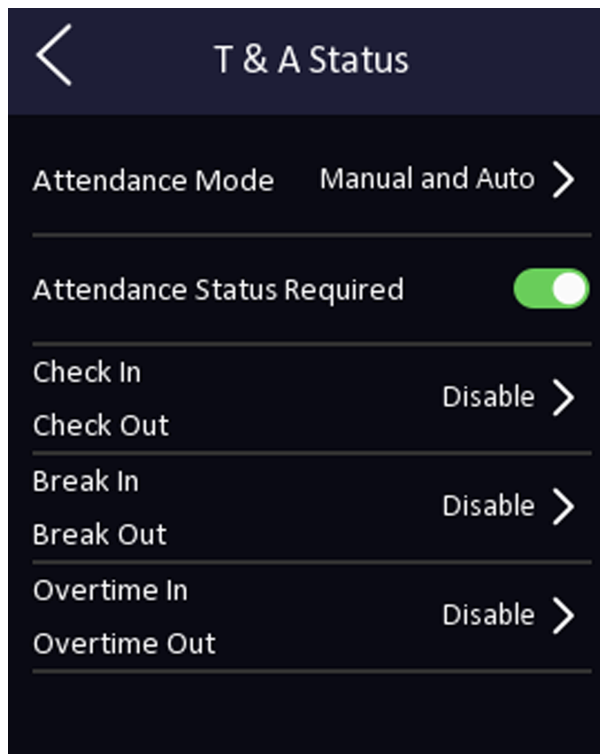 T & A Status
Attendance Mode Manual and Auto
Attendance Status Required
Check In
Check Out
Disable
Break In
Break Out
Disable
Overtime In
Overtime Out
Disable